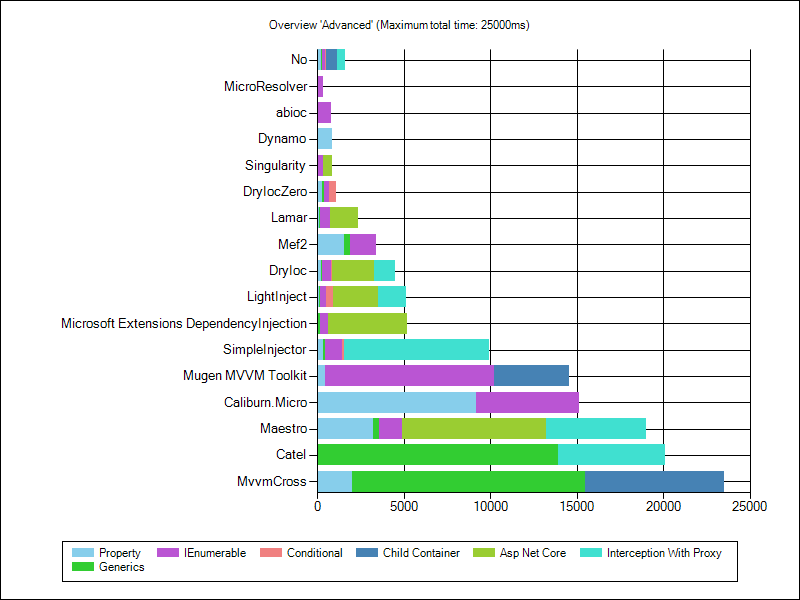 Overview 'Advanced' (Maximum total time: 25000ms)
No
MicroResolver
abioc
Dynamo
Singularity
DryIocZero
Lamar
Mef2
DryIoc
LightInject
Microsoft Extensions DependencyInjection
SimpleInjector
Mugen MVVM Toolkit
Caliburn.Micro
Maestro
Catel
MvvmCross
0 5000 10000 15000 20000 25000
Property IEnumerable Conditional Child Container Asp Net Core Interception With Proxy
Generics